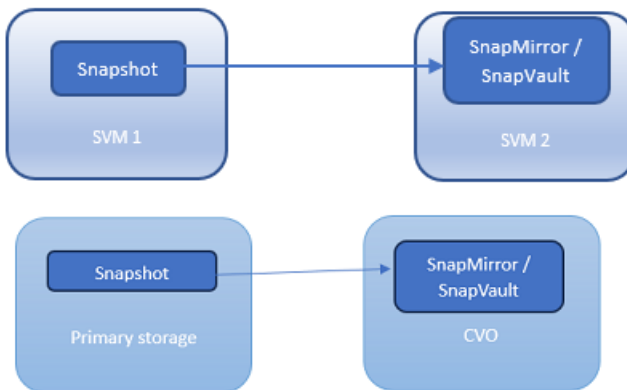 Snapshot
SnapMirror /
SnapVault
SVM 1
SVM 2
Snapshot
SnapMirror /
SnapVault
Primary storage
CVO